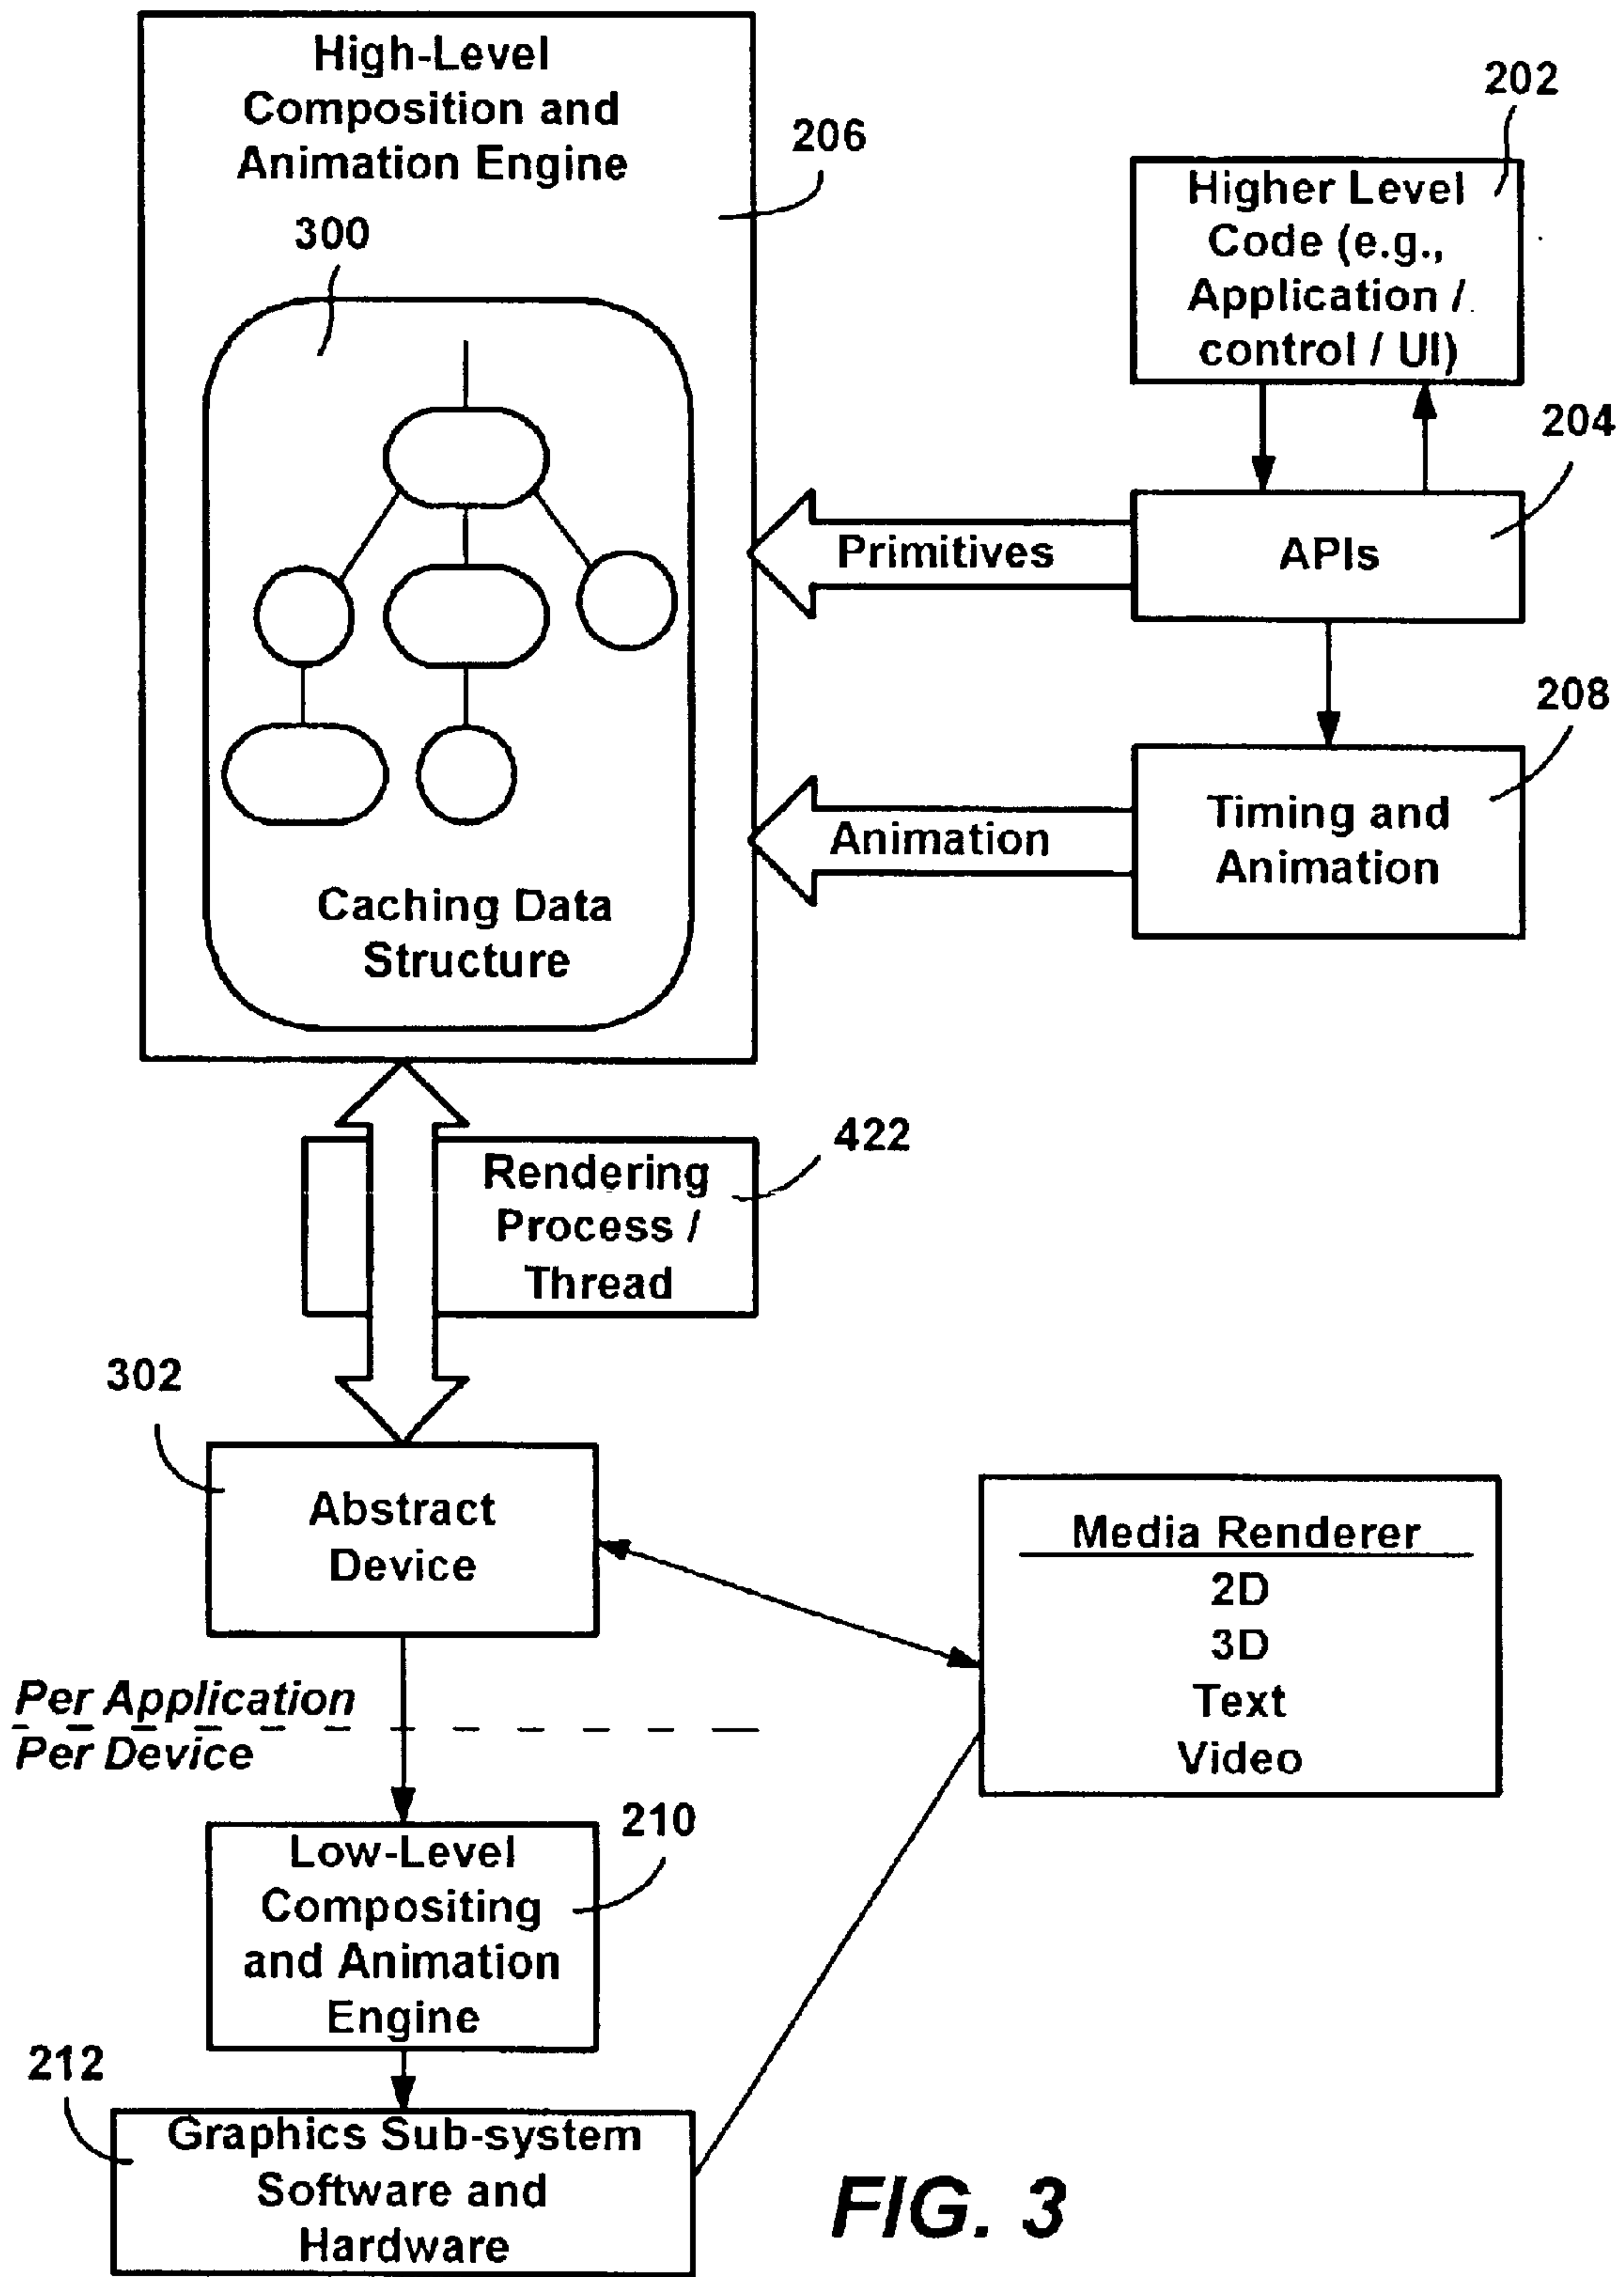 High-Level
Composition and
Animation Engine
206
300
Caching Data
Structure
202
Higher Level
Code (e.g.,
Application /
control / UI)
204
APIs
Primitives
208
Timing and
Animation
Animation
422
Rendering
Process /
Thread
302
Abstract
Device
Media Renderer
2D
3D
Text
Video
Per Application
Per Device
210
Low-Level
Compositing
and Animation
Engine
212
Graphics Sub-system
Software and
Hardware
FIG. 3